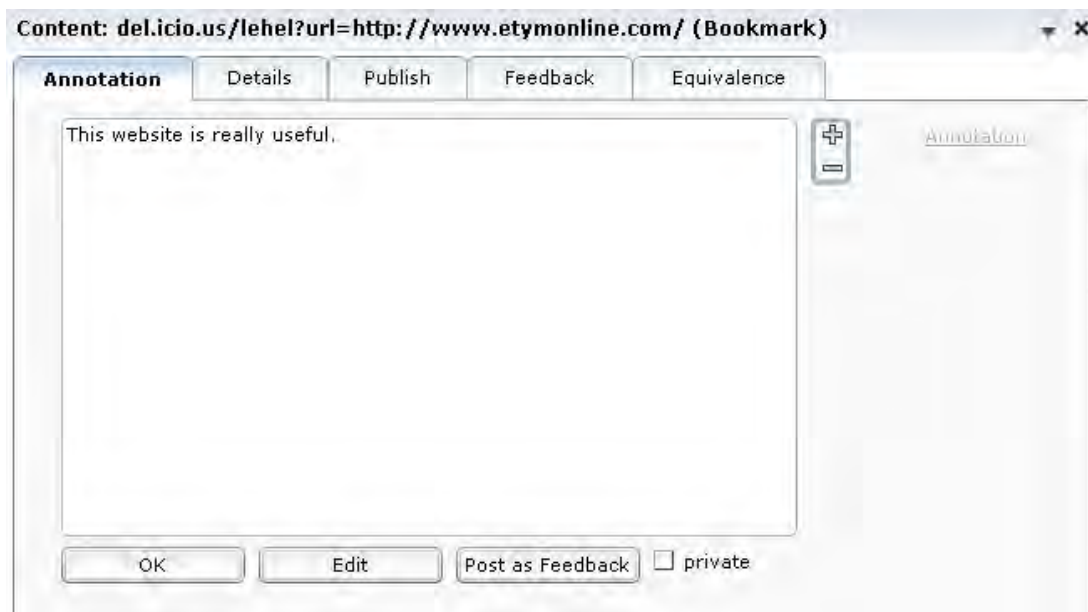 Content: del.icio.us/lehel?url=http://www.etymonline.com/ (Bookmark)
Annotation Details Publish Feedback Equivalence
This website is really useful.
Annotation
OK Edit Post as Feedback private